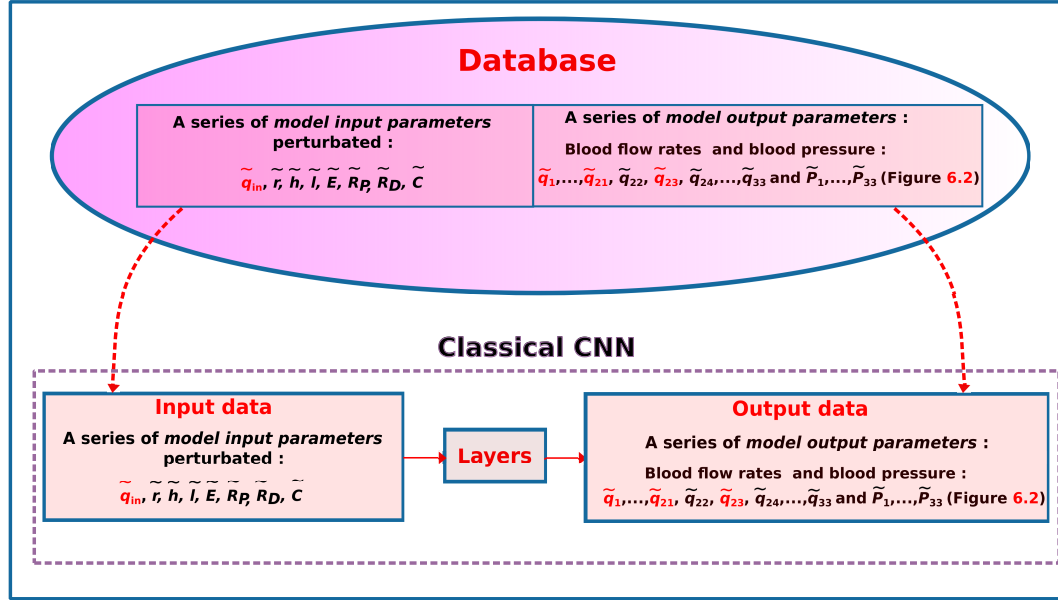 Database
A series of model input parameters
perturbated :
q̃in, r̃, h̃, l̃, Ẽ, R̃P, R̃D, C̃
A series of model output parameters :
Blood flow rates and blood pressure :
q̃1,...,q̃21, q̃22, q̃23, q̃24,...,q̃33 and P̃1,...,P̃33 (Figure 6.2)
Classical CNN
Input data
A series of model input parameters
perturbated :
q̃in, r̃, h̃, l̃, Ẽ, R̃P, R̃D, C̃
Layers
Output data
A series of model output parameters :
Blood flow rates and blood pressure :
q̃1,...,q̃21, q̃22, q̃23, q̃24,...,q̃33 and P̃1,...,P̃33 (Figure 6.2)